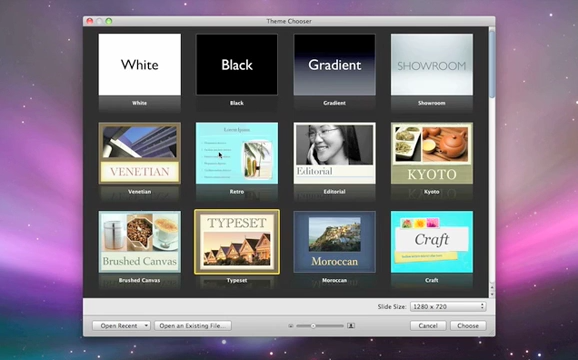 Theme Chooser
White
Black
Gradient
SHOWROOM
White
Black
Gradient
Showroom
VENETIAN
Lorem Ipsum
Editorial
KYOTO
Venetian
Retro
Editorial
Kyoto
Brushed Canvas
TYPESET
Moroccan
Craft
Brushed Canvas
Typeset
Moroccan
Craft
Slide Size: 1280 x 720
Open Recent
Open an Existing File...
Cancel
Choose